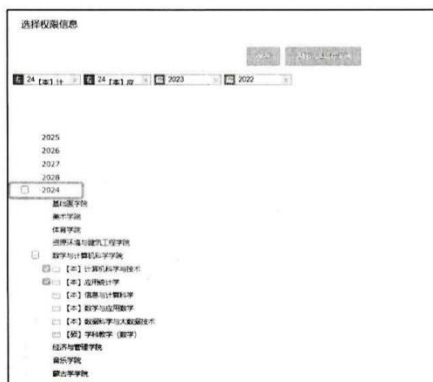 选择权限信息
24【本】计 24【本】应 2023 2022
2025
2026
2027
2028
2024
基础医学院
美术学院
体育学院
资源环境与建筑工程学院
数学与计算机科学学院
【本】计算机科学与技术
【本】应用统计学
【本】信息与计算科学
【本】数学与应用数学
【本】数据科学与大数据技术
【硕】学科教学（数学）
经济与管理学院
音乐学院
蒙古学学院